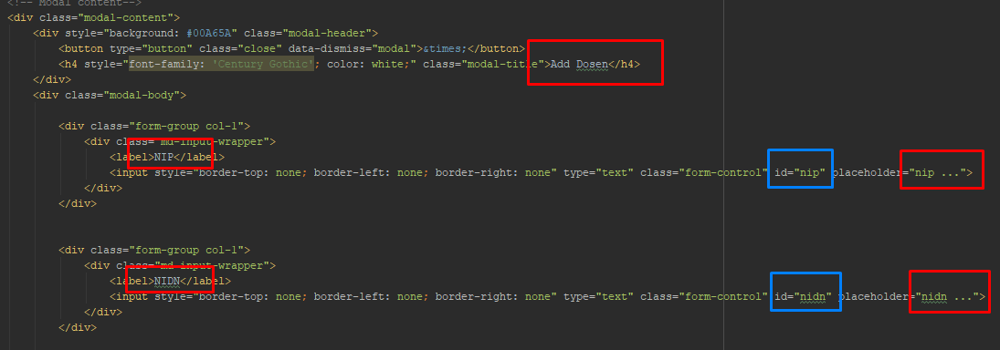 <!-- Modal content-->
<div class="modal-content">
<div style="background: #00A65A" class="modal-header">
<button type="button" class="close" data-dismiss="modal">&times;</button>
<h4 style="font-family: 'Century Gothic'; color: white;" class="modal-title">Add Dosen</h4>
</div>
<div class="modal-body">
<div class="form-group col-1">
<div class="md-input-wrapper">
<label>NIP</label>
<input style="border-top: none; border-left: none; border-right: none" type="text" class="form-control" id="nip" placeholder="nip ...">
</div>
</div>
<div class="form-group col-1">
<div class="md-input-wrapper">
<label>NIDN</label>
<input style="border-top: none; border-left: none; border-right: none" type="text" class="form-control" id="nidn" placeholder="nidn ...">
</div>
</div>